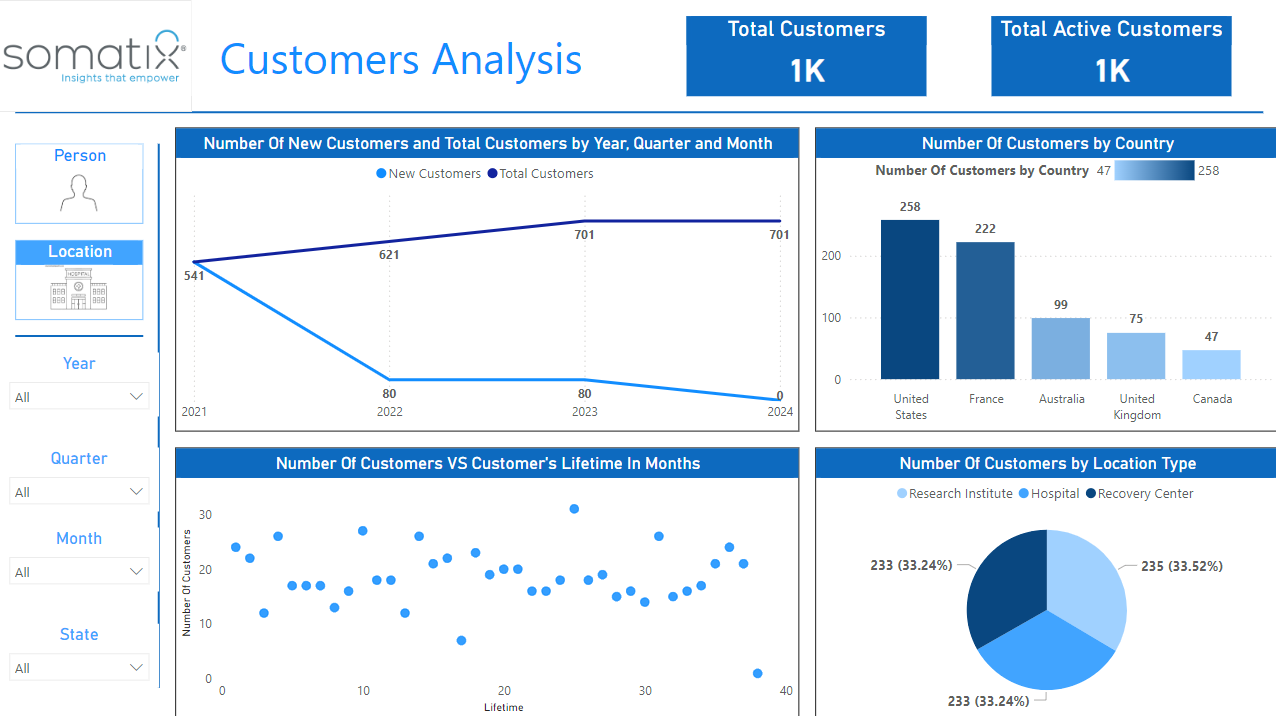 somatix®
Insights that empower
Customers Analysis
Total Customers
1K
Total Active Customers
1K
Person
Location
HOSPITAL
Year
All
Quarter
All
Month
All
State
All
Number Of New Customers and Total Customers by Year, Quarter and Month
New Customers Total Customers
541
621
701
701
80
80
0
2021 2022 2023 2024
Number Of Customers by Country
Number Of Customers by Country 47 258
200
100
0
258
222
99
75
47
United
States
France
Australia
United
Kingdom
Canada
Number Of Customers VS Customer's Lifetime In Months
Number Of Customers
30
20
10
0
0 10 20 30 40
Lifetime
Number Of Customers by Location Type
Research Institute Hospital Recovery Center
233 (33.24%)
235 (33.52%)
233 (33.24%)